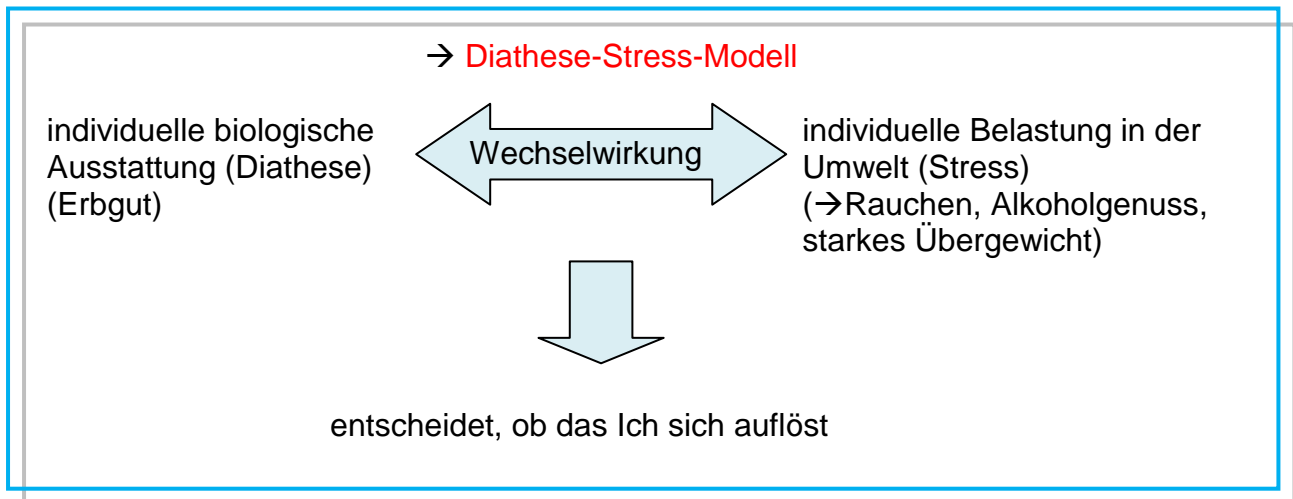 → Diathese-Stress-Modell
individuelle biologische
Ausstattung (Diathese)
(Erbgut)
Wechselwirkung
individuelle Belastung in der
Umwelt (Stress)
(→Rauchen, Alkoholgenuss,
starkes Übergewicht)
entscheidet, ob das Ich sich auflöst